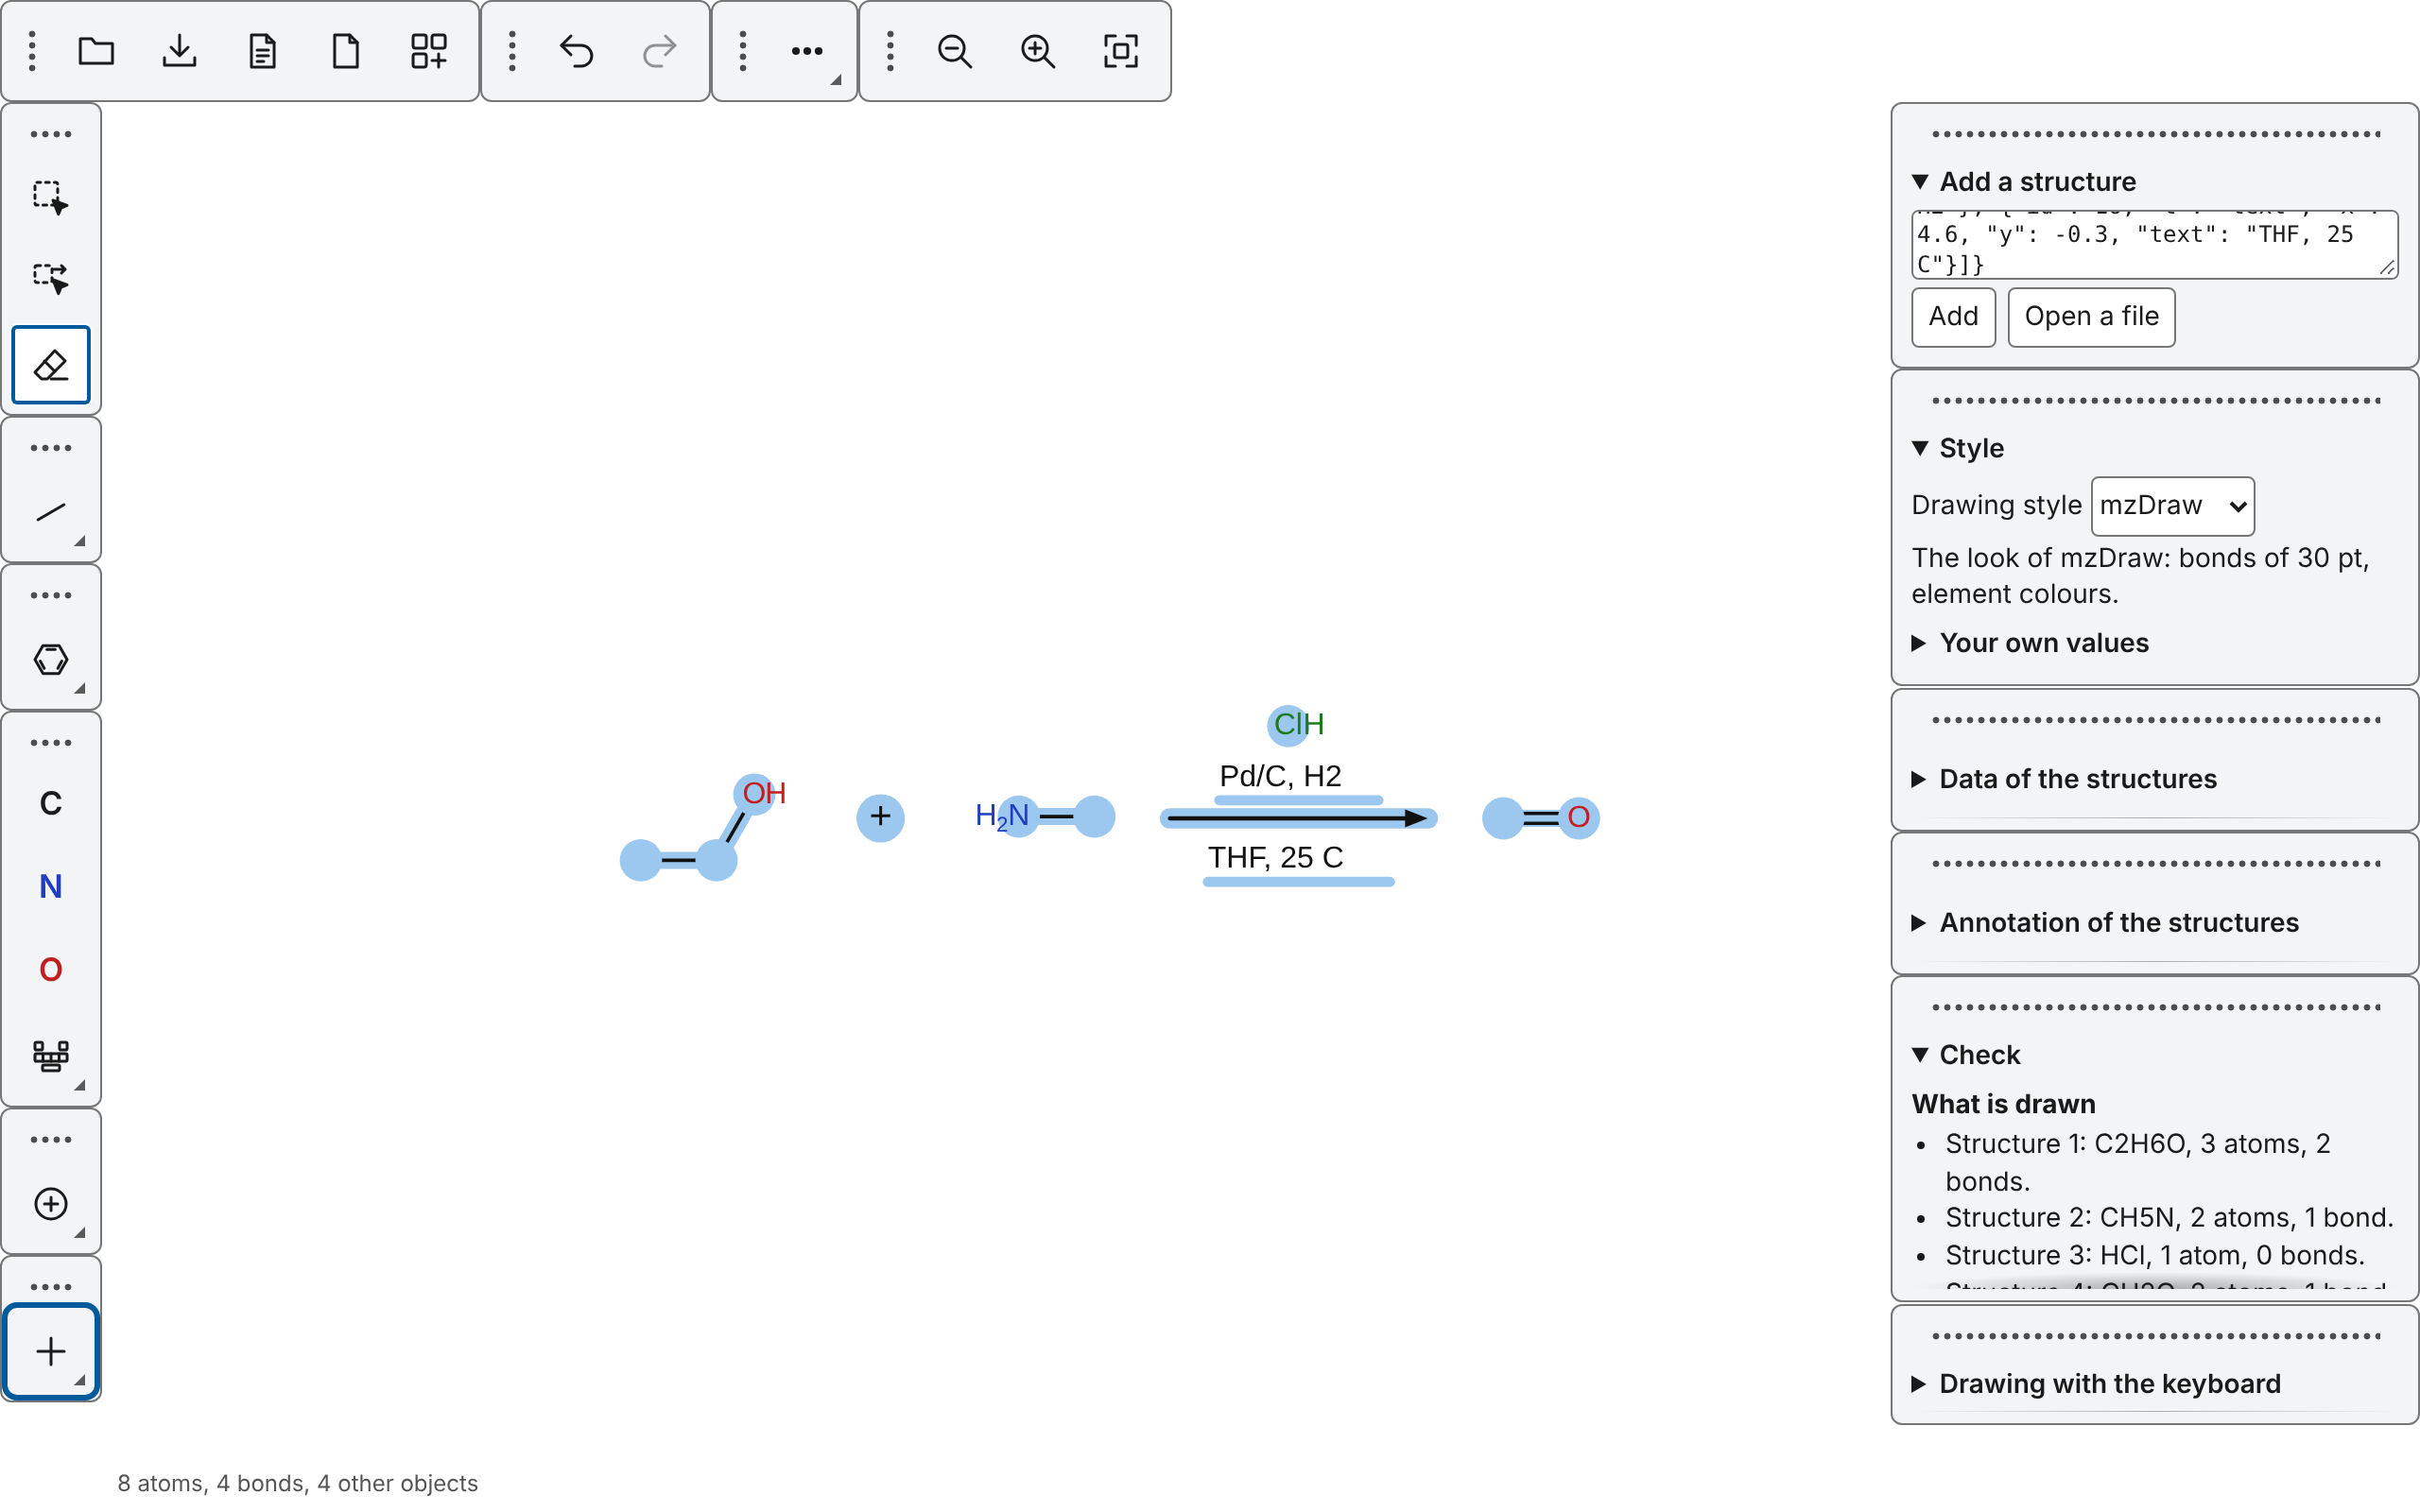 Add a structure
4.6, "y": -0.3, "text": "THF, 25
C"}]}
Add
Open a file
Style
Drawing style mzDraw
The look of mzDraw: bonds of 30 pt,
element colours.
Your own values
Data of the structures
Annotation of the structures
Check
What is drawn
Structure 1: C2H6O, 3 atoms, 2
bonds.
Structure 2: CH5N, 2 atoms, 1 bond.
Structure 3: HCl, 1 atom, 0 bonds.
Drawing with the keyboard
C
N
O
ClH
Pd/C, H2
OH
+
H2N
O
THF, 25 C
8 atoms, 4 bonds, 4 other objects